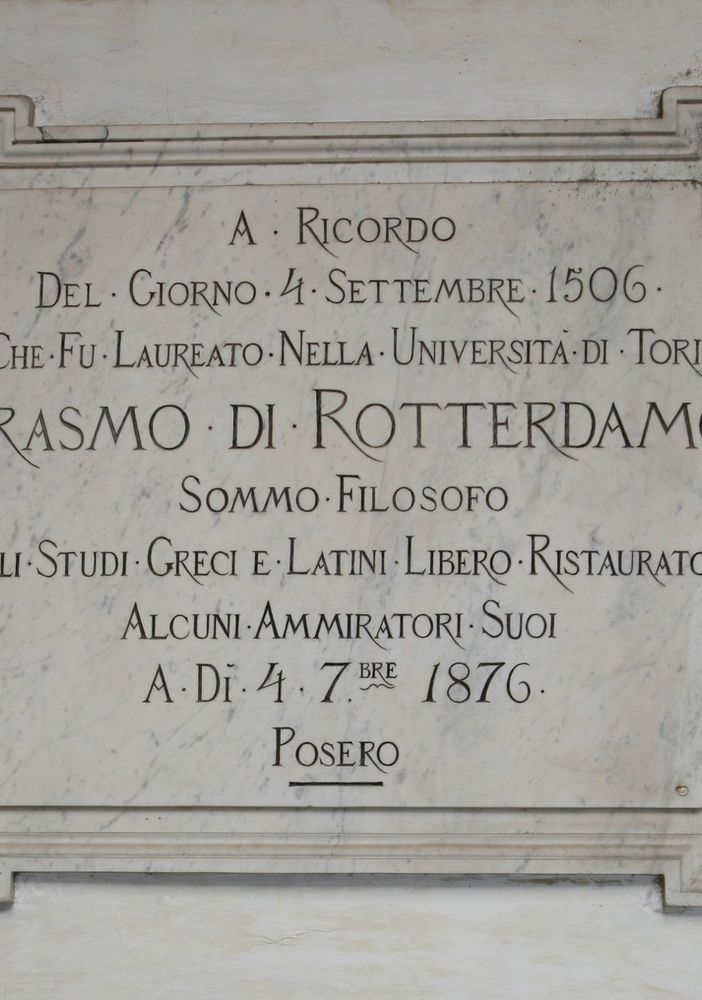 A · RICORDO
DEL · GIORNO · 4 · SETTEMBRE · 1506 ·
CHE · FU · LAUREATO · NELLA · UNIVERSITÀ · DI · TORI
RASMO · DI · ROTTERDAMO
SOMMO · FILOSOFO
LI · STUDI · GRECI E · LATINI · LIBERO · RISTAURATO
ALCUNI · AMMIRATORI · SUOI
A · DÌ · 4 · 7.BRE 1876 ·
POSERO